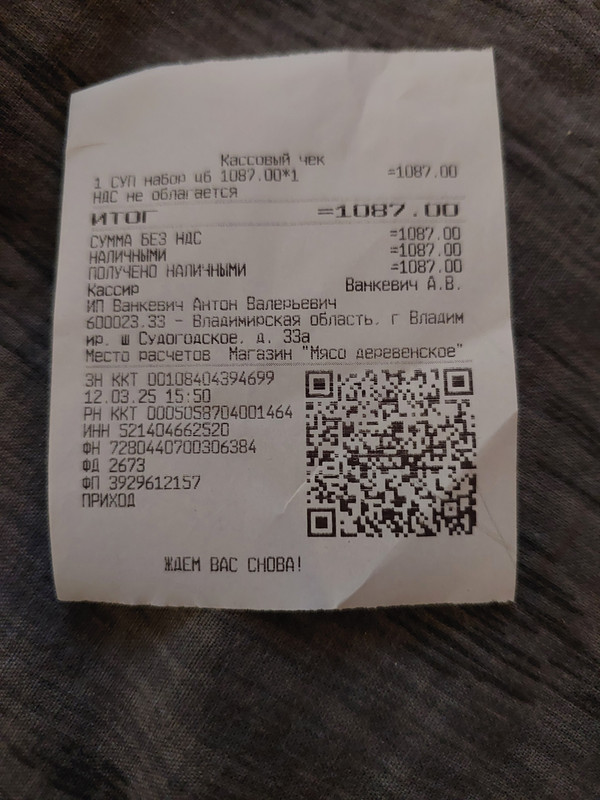 Кассовый чек
1 СУП набор иб 1087.00*1 =1087.00
НДС не облагается
ИТОГ =1087.00
СУММА БЕЗ НДС =1087.00
НАЛИЧНЫМИ =1087.00
ПОЛУЧЕНО НАЛИЧНЫМИ =1087.00
Кассир Ванкевич А.В.
ИП Ванкевич Антон Валерьевич
600023.33 - Владимирская область. г Владим
ир. ш Судогодское. д. 33а
Место расчетов Магазин "Мясо деревенское"
ЗН ККТ 00108404394699
12.03.25 15:50
РН ККТ 0005058704001464
ИНН 521404662520
ФН 7280440700306384
ФД 2673
ФП 3929612157
ПРИХОД
ЖДЕМ ВАС СНОВА!